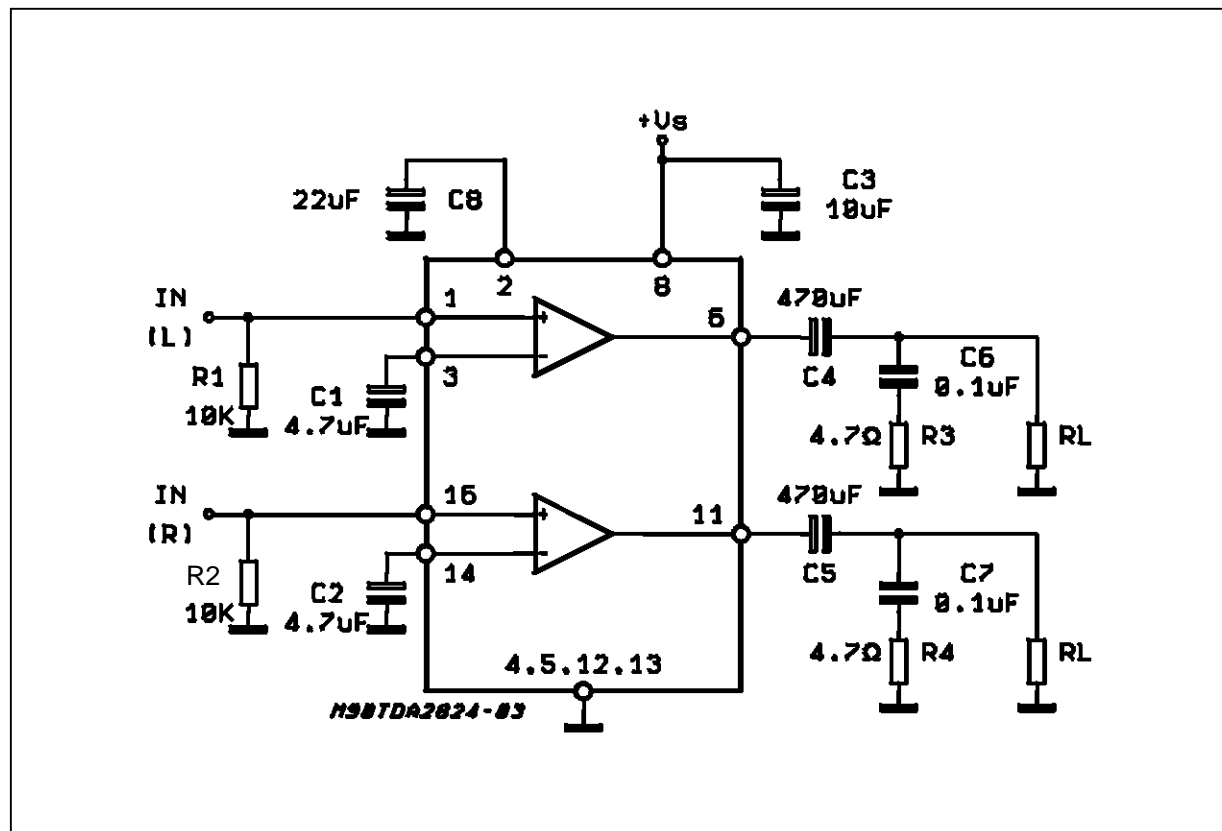 +Vs
22uF C8
C3
10uF
2
8
IN
(L)
1
3
R1
10K
C1
4.7uF
6
470uF
C4
C6
0.1uF
4.7Ω R3
RL
IN
(R)
16
14
R2
10K
C2
4.7uF
11
470uF
C5
C7
0.1uF
4.7Ω R4
RL
4.5.12.13
M90TDA2824-03